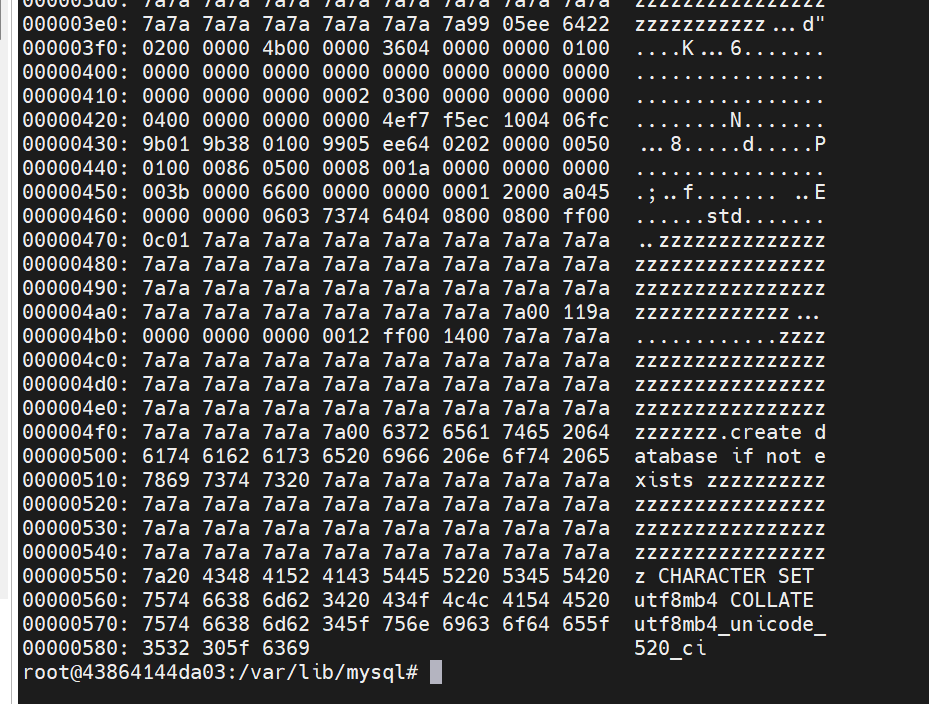 000003d0: 7a7a 7a7a 7a7a 7a7a 7a7a 7a7a 7a7a 7a7a  zzzzzzzzzzzzzzzz
000003e0: 7a7a 7a7a 7a7a 7a7a 7a7a 7a99 05ee 6422  zzzzzzzzzzz...d"
000003f0: 0200 0000 4b00 0000 3604 0000 0000 0100  ....K...6.......
00000400: 0000 0000 0000 0000 0000 0000 0000 0000  ................
00000410: 0000 0000 0000 0002 0300 0000 0000 0000  ................
00000420: 0400 0000 0000 0000 4ef7 f5ec 1004 06fc  ........N.......
00000430: 9b01 9b38 0100 9905 ee64 0202 0000 0050  ...8.....d.....P
00000440: 0100 0086 0500 0008 001a 0000 0000 0000  ................
00000450: 003b 0000 6600 0000 0000 0001 2000 a045  .;..f....... ..E
00000460: 0000 0000 0603 7374 6404 0800 0800 ff00  ......std.......
00000470: 0c01 7a7a 7a7a 7a7a 7a7a 7a7a 7a7a 7a7a  ..zzzzzzzzzzzzzz
00000480: 7a7a 7a7a 7a7a 7a7a 7a7a 7a7a 7a7a 7a7a  zzzzzzzzzzzzzzzz
00000490: 7a7a 7a7a 7a7a 7a7a 7a7a 7a7a 7a7a 7a7a  zzzzzzzzzzzzzzzz
000004a0: 7a7a 7a7a 7a7a 7a7a 7a7a 7a7a 7a00 119a  zzzzzzzzzzzzz...
000004b0: 0000 0000 0000 0012 ff00 1400 7a7a 7a7a  ............zzzz
000004c0: 7a7a 7a7a 7a7a 7a7a 7a7a 7a7a 7a7a 7a7a  zzzzzzzzzzzzzzzz
000004d0: 7a7a 7a7a 7a7a 7a7a 7a7a 7a7a 7a7a 7a7a  zzzzzzzzzzzzzzzz
000004e0: 7a7a 7a7a 7a7a 7a7a 7a7a 7a7a 7a7a 7a7a  zzzzzzzzzzzzzzzz
000004f0: 7a7a 7a7a 7a7a 7a00 6372 6561 7465 2064  zzzzzzz.create d
00000500: 6174 6162 6173 6520 6966 206e 6f74 2065  atabase if not e
00000510: 7869 7374 7320 7a7a 7a7a 7a7a 7a7a 7a7a  xists zzzzzzzzzz
00000520: 7a7a 7a7a 7a7a 7a7a 7a7a 7a7a 7a7a 7a7a  zzzzzzzzzzzzzzzz
00000530: 7a7a 7a7a 7a7a 7a7a 7a7a 7a7a 7a7a 7a7a  zzzzzzzzzzzzzzzz
00000540: 7a7a 7a7a 7a7a 7a7a 7a7a 7a7a 7a7a 7a7a  zzzzzzzzzzzzzzzz
00000550: 7a20 4348 4152 4143 5445 5220 5345 5420  z CHARACTER SET
00000560: 7574 6638 6d62 3420 434f 4c4c 4154 4520  utf8mb4 COLLATE
00000570: 7574 6638 6d62 345f 756e 6963 6f64 655f  utf8mb4_unicode_
00000580: 3532 305f 6369  520_ci
root@43864144da03:/var/lib/mysql#